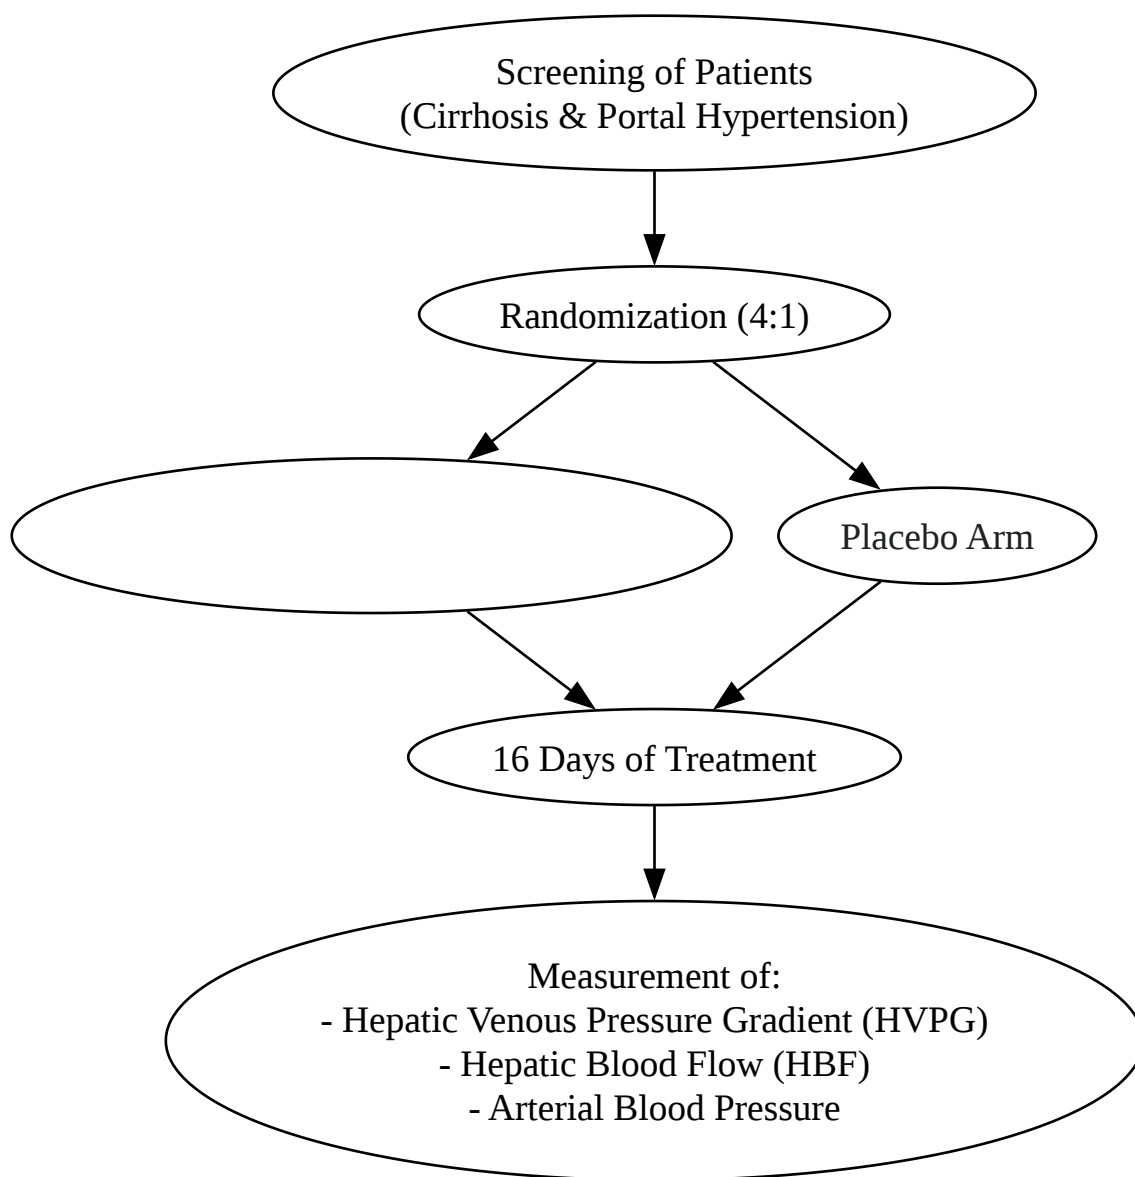 Screening of Patients
(Cirrhosis & Portal Hypertension)
Randomization (4:1)
Placebo Arm
16 Days of Treatment
Measurement of:
- Hepatic Venous Pressure Gradient (HVPG)
- Hepatic Blood Flow (HBF)
- Arterial Blood Pressure